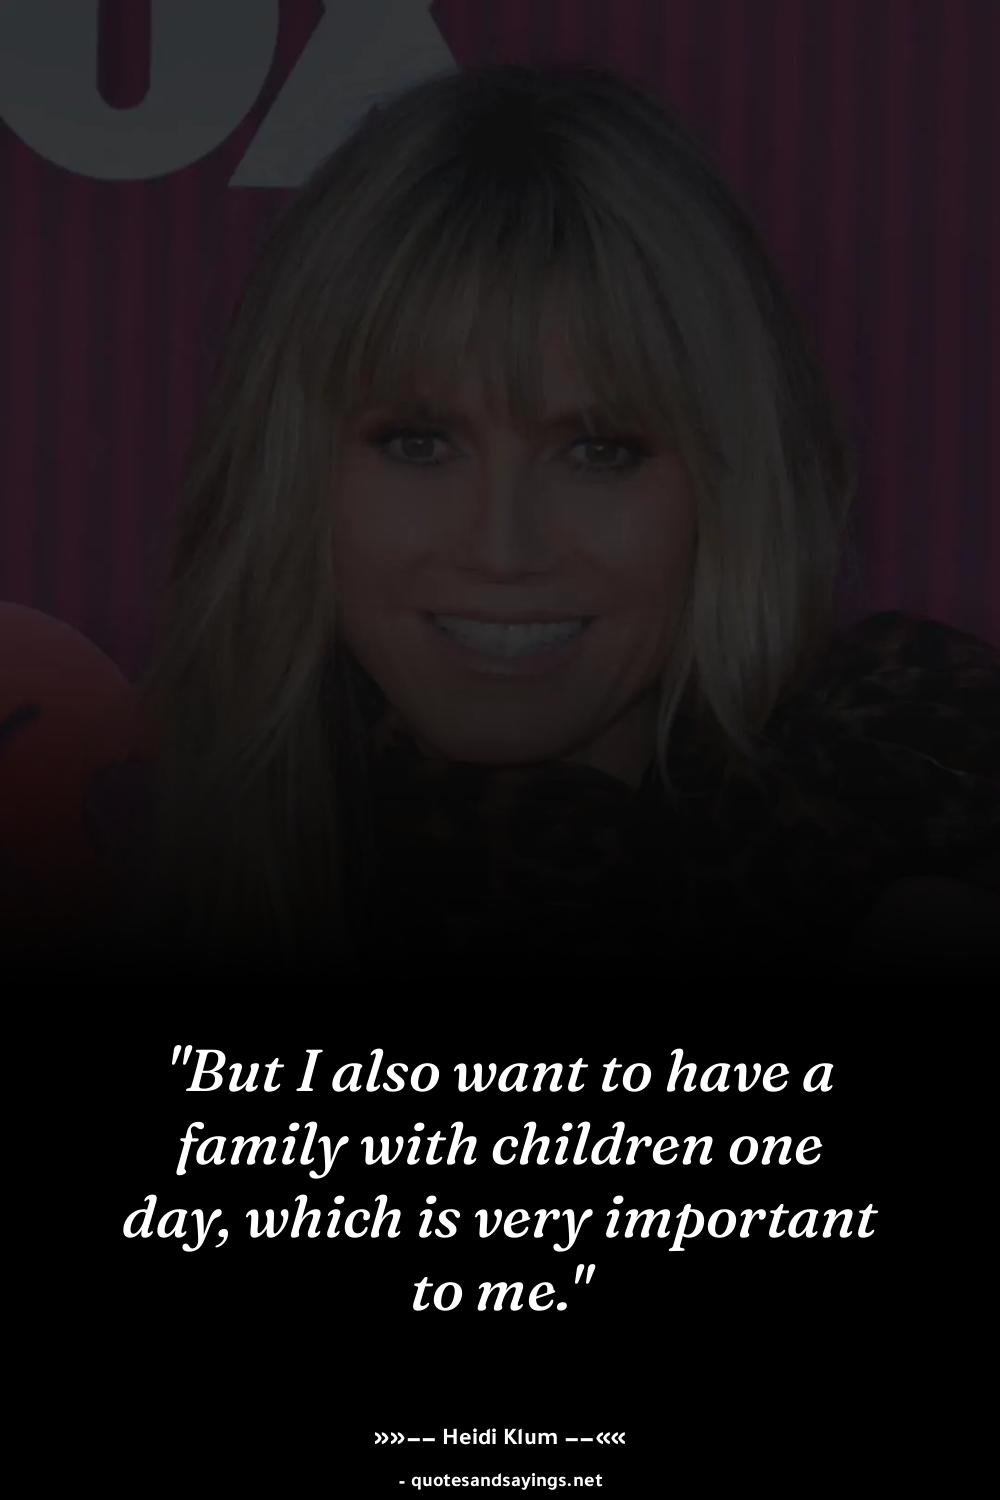 OX
"But I also want to have a
family with children one
day, which is very important
to me."
»»—— Heidi Klum ——««
- quotesandsayings.net